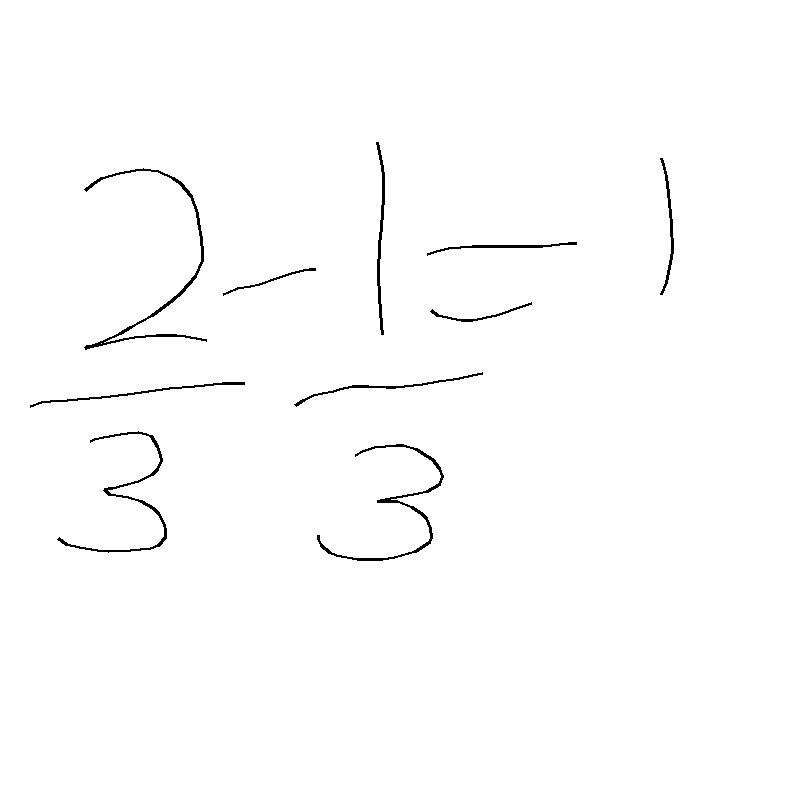 2/3 - 1/3 = 1